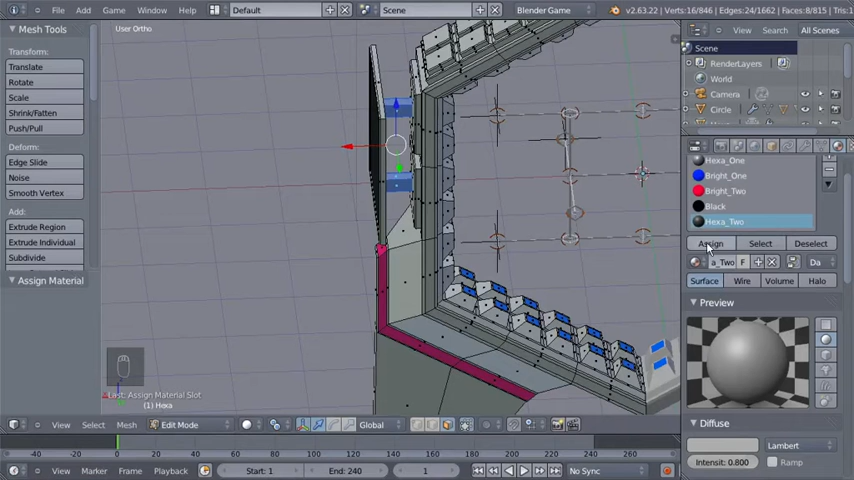 File Add Game Window Help Default Scene Blender Game v2.63.22 | Verts:16/846 | Edges:24/1662 | Faces:8/815 | Tris:1
Mesh Tools
Transform:
Translate
Rotate
Scale
Shrink/Fatten
Push/Pull
Deform:
Edge Slide
Noise
Smooth Vertex
Add:
Extrude Region
Extrude Individual
Subdivide
Assign Material
User Ortho
Last: Assign Material Slot
(1) Hexa
View Search All Scenes
Scene
RenderLayers
World
Camera
Circle
Hexa_One
Bright_One
Bright_Two
Black
Hexa_Two
Assign Select Deselect
a_Two F Da
Surface Wire Volume Halo
Preview
Diffuse
Lambert
Intensit: 0.800 Ramp
View Select Mesh Edit Mode Global
-40 -20 0 20 40 60 80 100 120 140 160 180 200 220 240 260
View Marker Frame Playback Start: 1 End: 240 1 No Sync